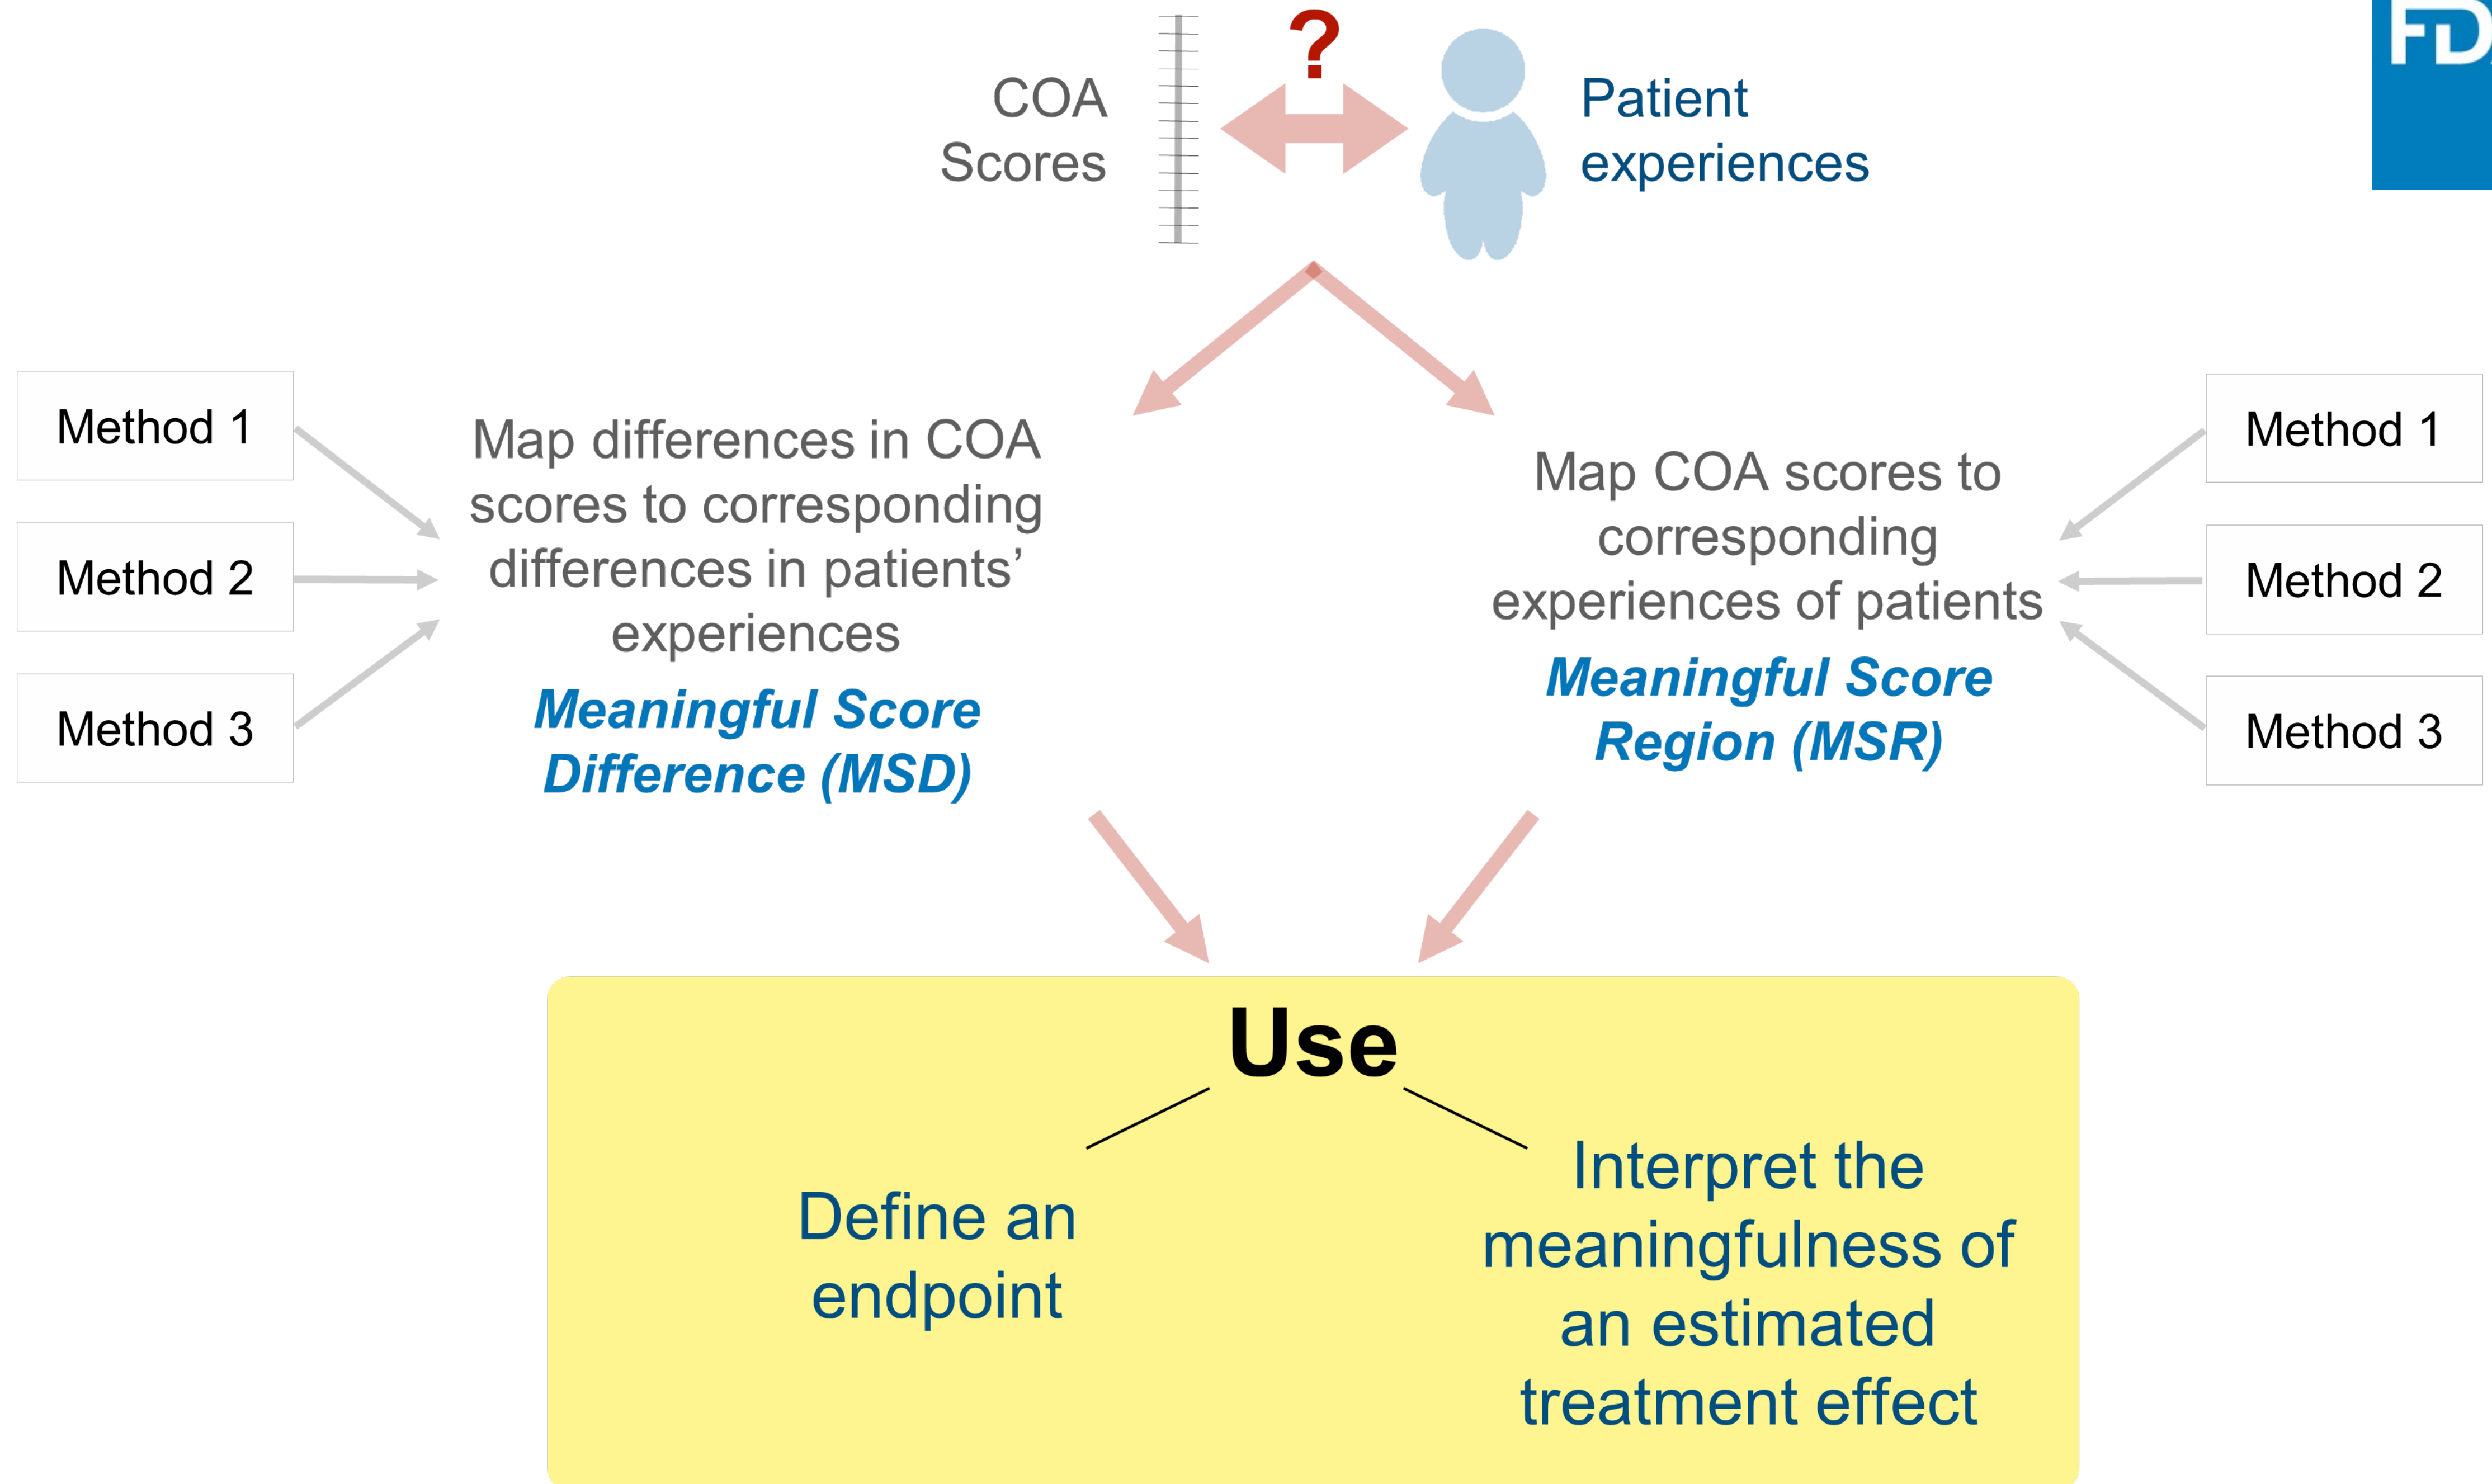 FDA
?
COA
Scores
Patient
experiences
Method 1
Method 2
Method 3
Map differences in COA
scores to corresponding
differences in patients’
experiences
Meaningful Score
Difference (MSD)
Map COA scores to
corresponding
experiences of patients
Meaningful Score
Region (MSR)
Method 1
Method 2
Method 3
Use
Define an
endpoint
Interpret the
meaningfulness of
an estimated
treatment effect